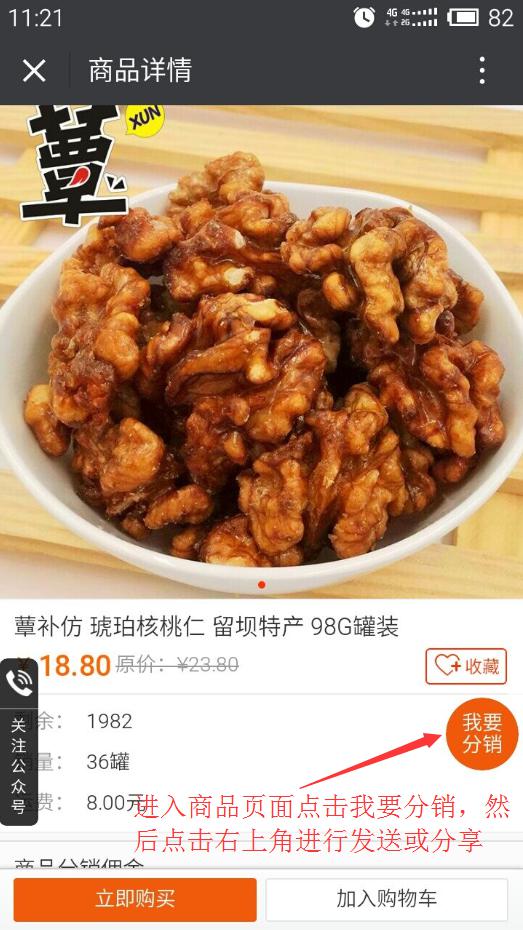 11:21
4G 4G
2G
82
商品详情
蕈
XUN
蕈补仿 琥珀核桃仁 留坝特产 98G罐装
¥ 18.80 原价: ¥23.80
收藏
剩余: 1982
我要
分销
销量: 36罐
运费: 8.00元
关注公众号
进入商品页面点击我要分销，然
后点击右上角进行发送或分享
商品分销佣金
立即购买
加入购物车